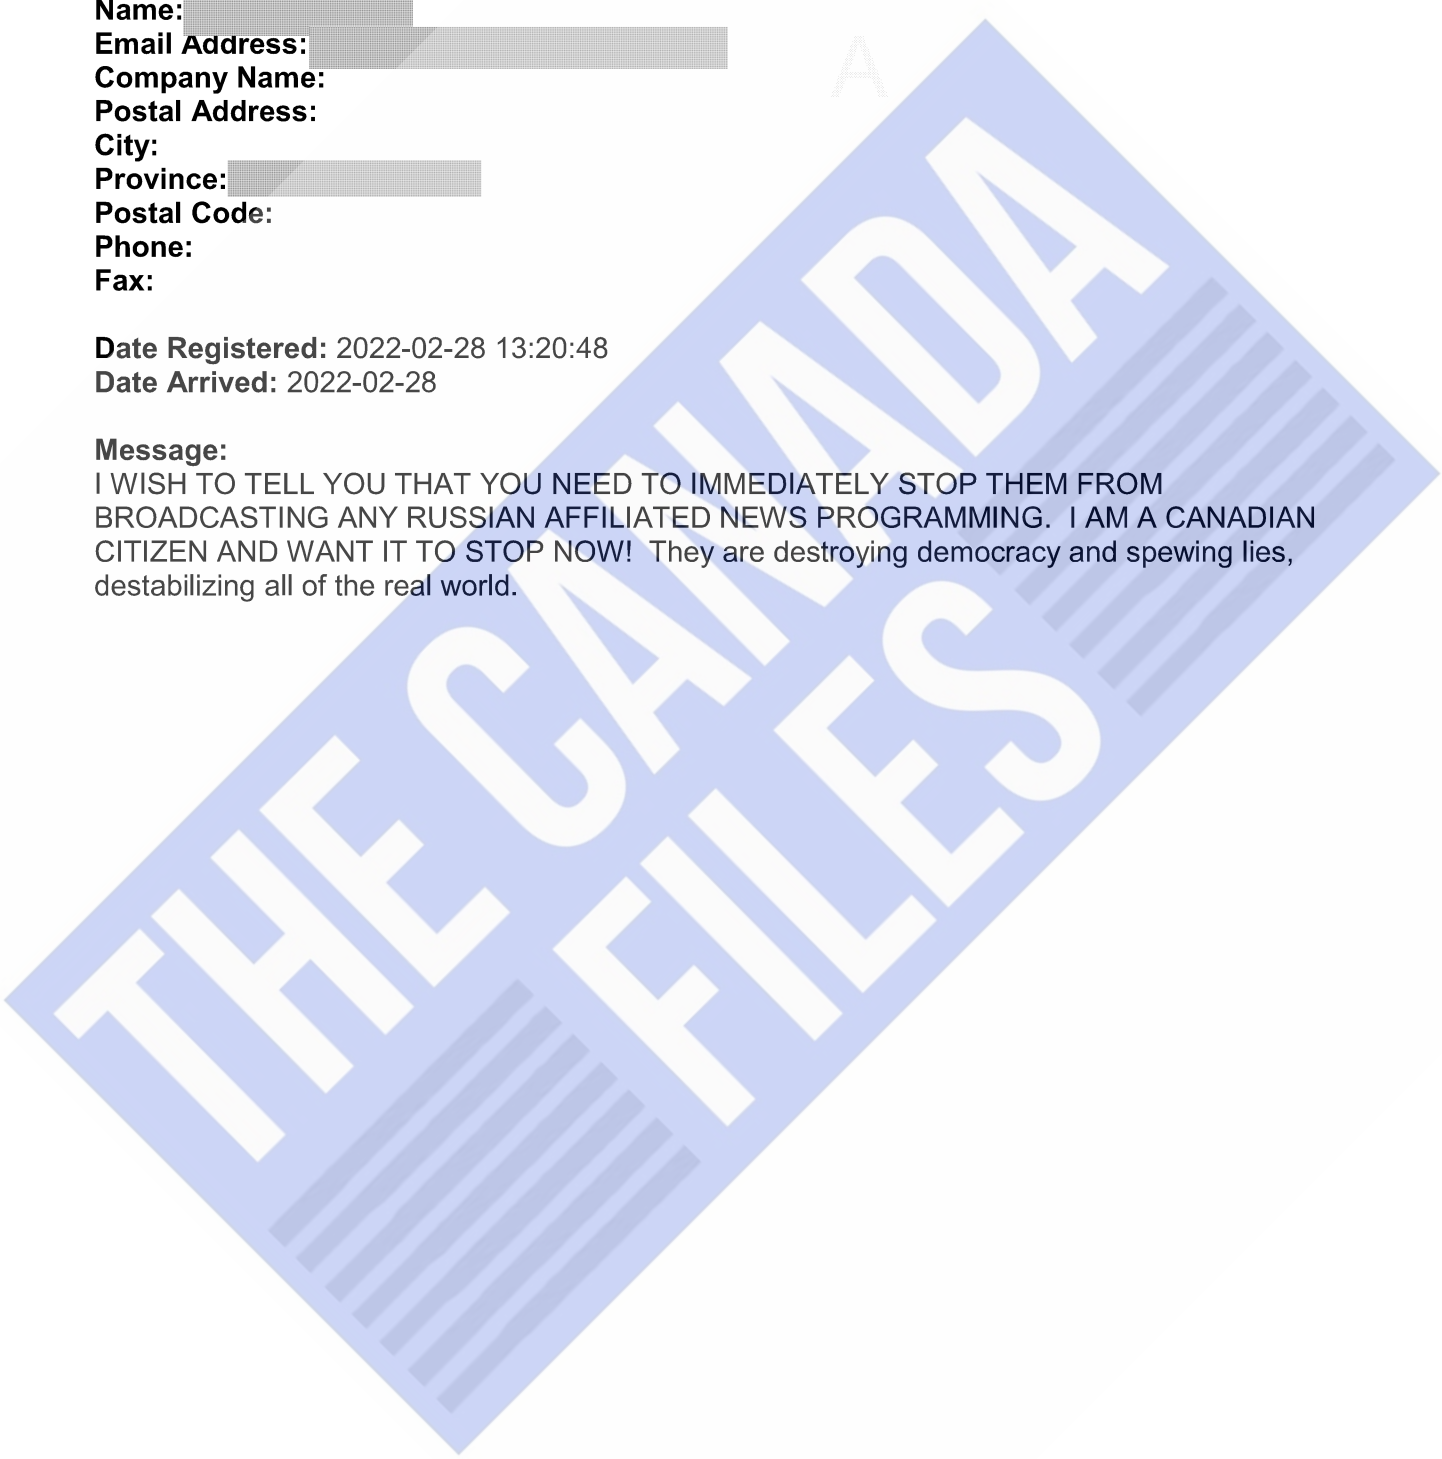 Name:
Email Address:
Company Name:
Postal Address:
City:
Province:
Postal Code:
Phone:
Fax:
Date Registered: 2022-02-28 13:20:48
Date Arrived: 2022-02-28
Message:
I WISH TO TELL YOU THAT YOU NEED TO IMMEDIATELY STOP THEM FROM
BROADCASTING ANY RUSSIAN AFFILIATED NEWS PROGRAMMING.  I AM A CANADIAN
CITIZEN AND WANT IT TO STOP NOW!  They are destroying democracy and spewing lies,
destabilizing all of the real world.
THE CANADA
FILES
A